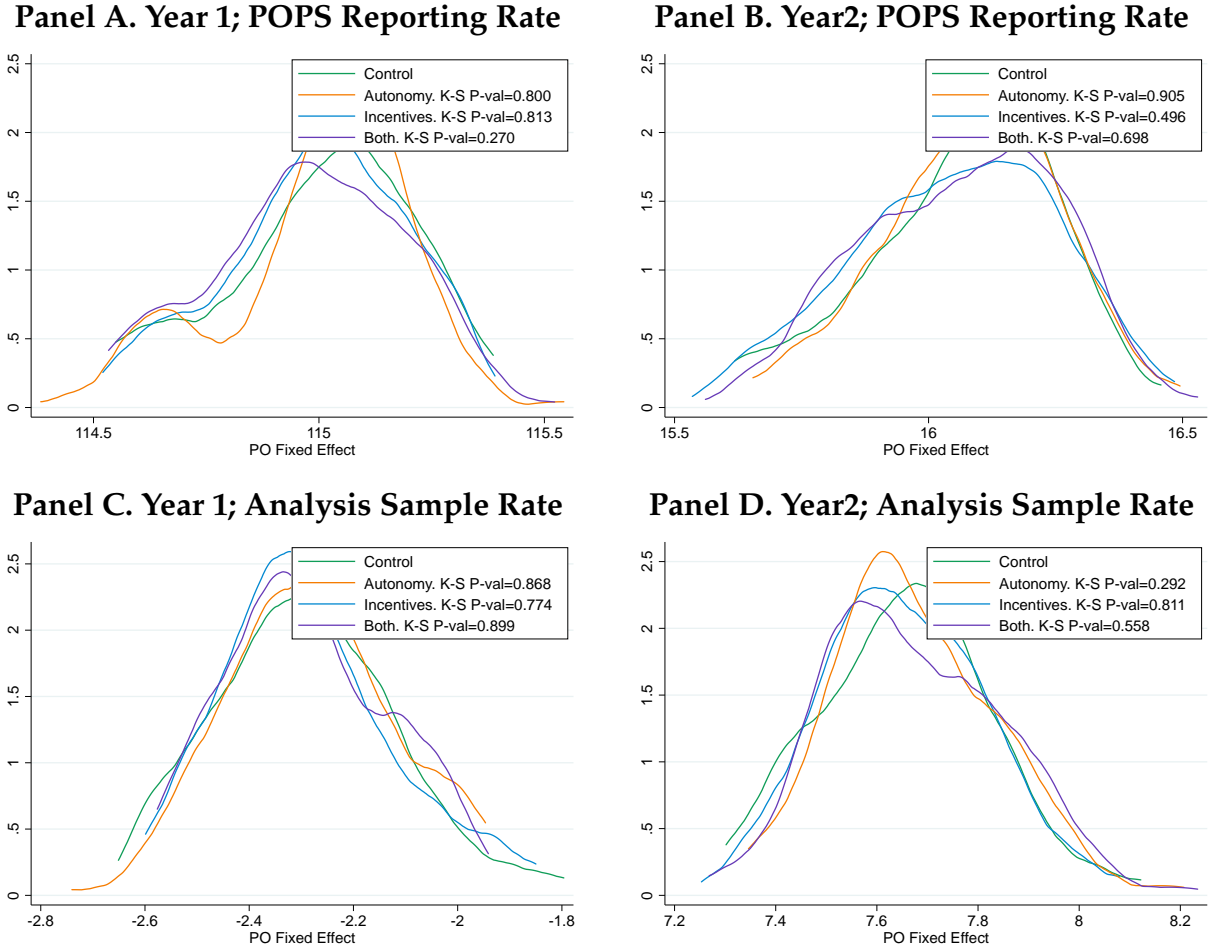 Panel A. Year 1; POPS Reporting Rate
2.5
2
1.5
1
.5
0
Control
Autonomy. K-S P-val=0.800
Incentives. K-S P-val=0.813
Both. K-S P-val=0.270
114.5 115 115.5
PO Fixed Effect
Panel B. Year2; POPS Reporting Rate
2.5
2
1.5
1
.5
0
Control
Autonomy. K-S P-val=0.905
Incentives. K-S P-val=0.496
Both. K-S P-val=0.698
15.5 16 16.5
PO Fixed Effect
Panel C. Year 1; Analysis Sample Rate
2.5
2
1.5
1
.5
0
Control
Autonomy. K-S P-val=0.868
Incentives. K-S P-val=0.774
Both. K-S P-val=0.899
-2.8 -2.6 -2.4 -2.2 -2 -1.8
PO Fixed Effect
Panel D. Year2; Analysis Sample Rate
2.5
2
1.5
1
.5
0
Control
Autonomy. K-S P-val=0.292
Incentives. K-S P-val=0.811
Both. K-S P-val=0.558
7.2 7.4 7.6 7.8 8 8.2
PO Fixed Effect